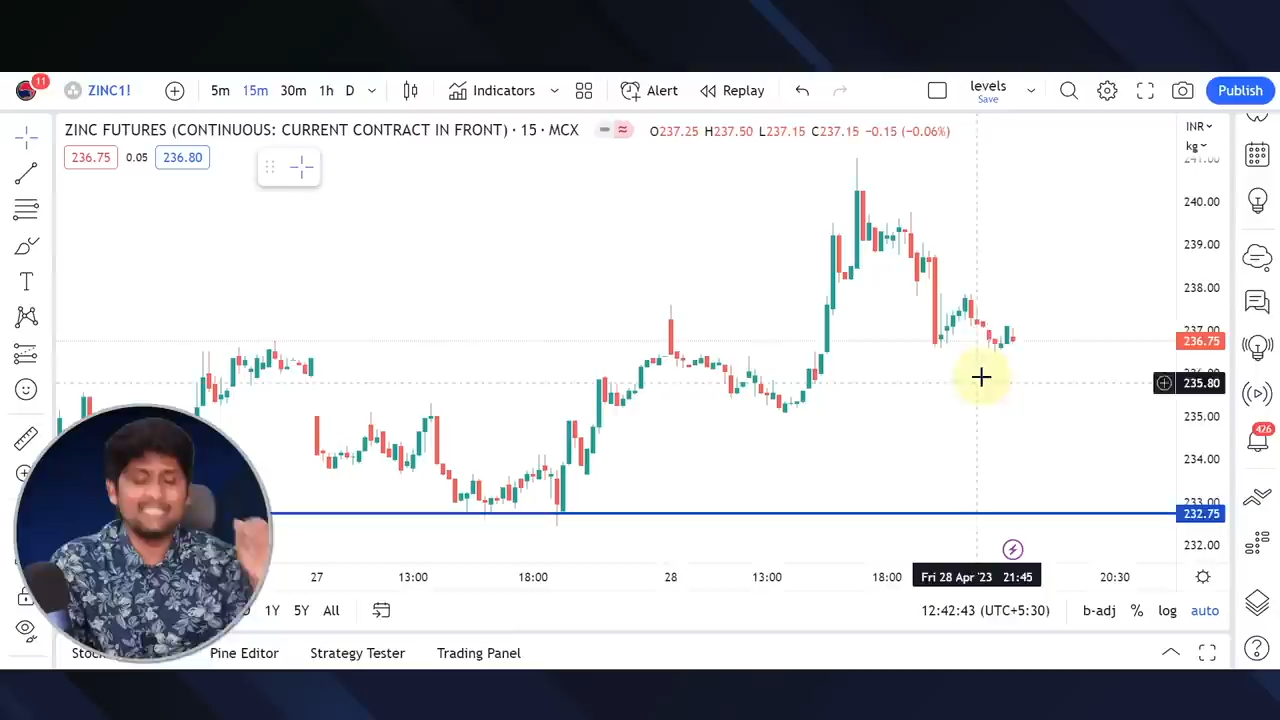 11
ZINC1!
5m 15m 30m 1h D
Indicators
Alert
Replay
levels
Save
Publish
ZINC FUTURES (CONTINUOUS: CURRENT CONTRACT IN FRONT) · 15 · MCX
O237.25 H237.50 L237.15 C237.15 -0.15 (-0.06%)
INR
kg
236.75 0.05 236.80
241.00
240.00
239.00
238.00
237.00
236.75
235.80
235.00
234.00
233.00
232.75
232.00
426
27 13:00 18:00 28 13:00 18:00 Fri 28 Apr '23 21:45 20:30
1Y 5Y All
12:42:43 (UTC+5:30) b-adj % log auto
Pine Editor Strategy Tester Trading Panel